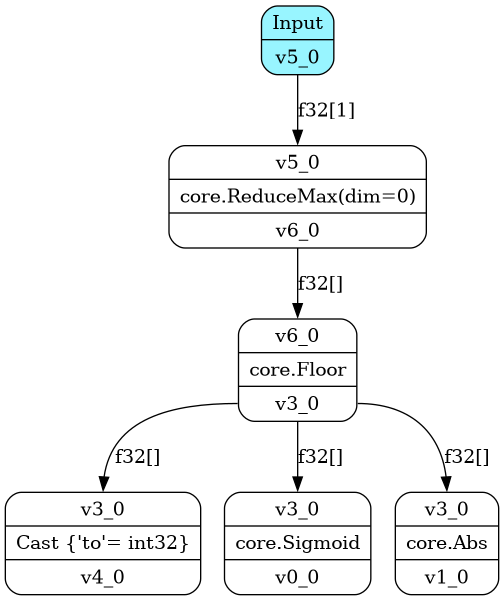 Input
v5_0
f32[1]
v5_0
core.ReduceMax(dim=0)
v6_0
f32[]
v6_0
core.Floor
v3_0
f32[]
f32[]
f32[]
v3_0
Cast {'to'= int32}
v4_0
v3_0
core.Sigmoid
v0_0
v3_0
core.Abs
v1_0